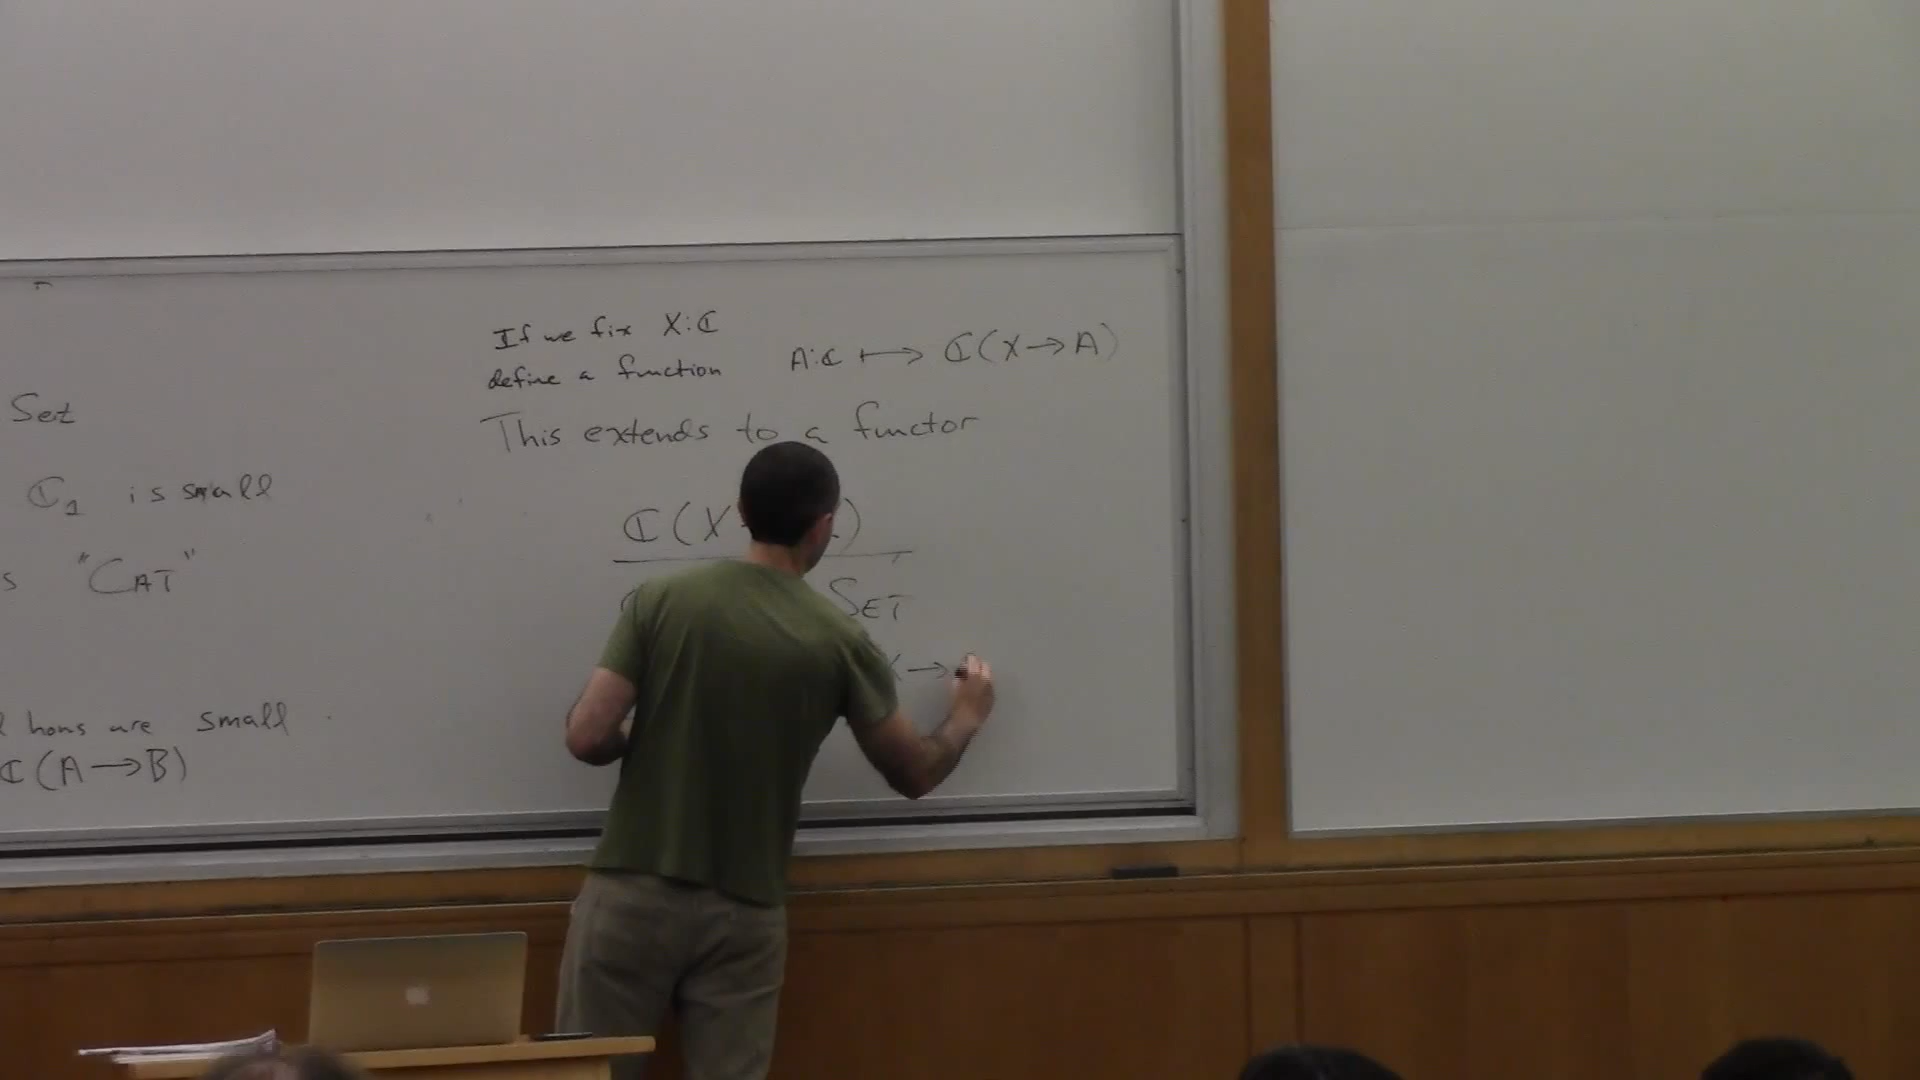 Set
ℂ₁ is small
s "CAT"
homs are small
ℂ(A→B)
If we fix X:ℂ
define a function A:ℂ ↦ ℂ(X→A)
This extends to a functor
ℂ(X )
SET
→